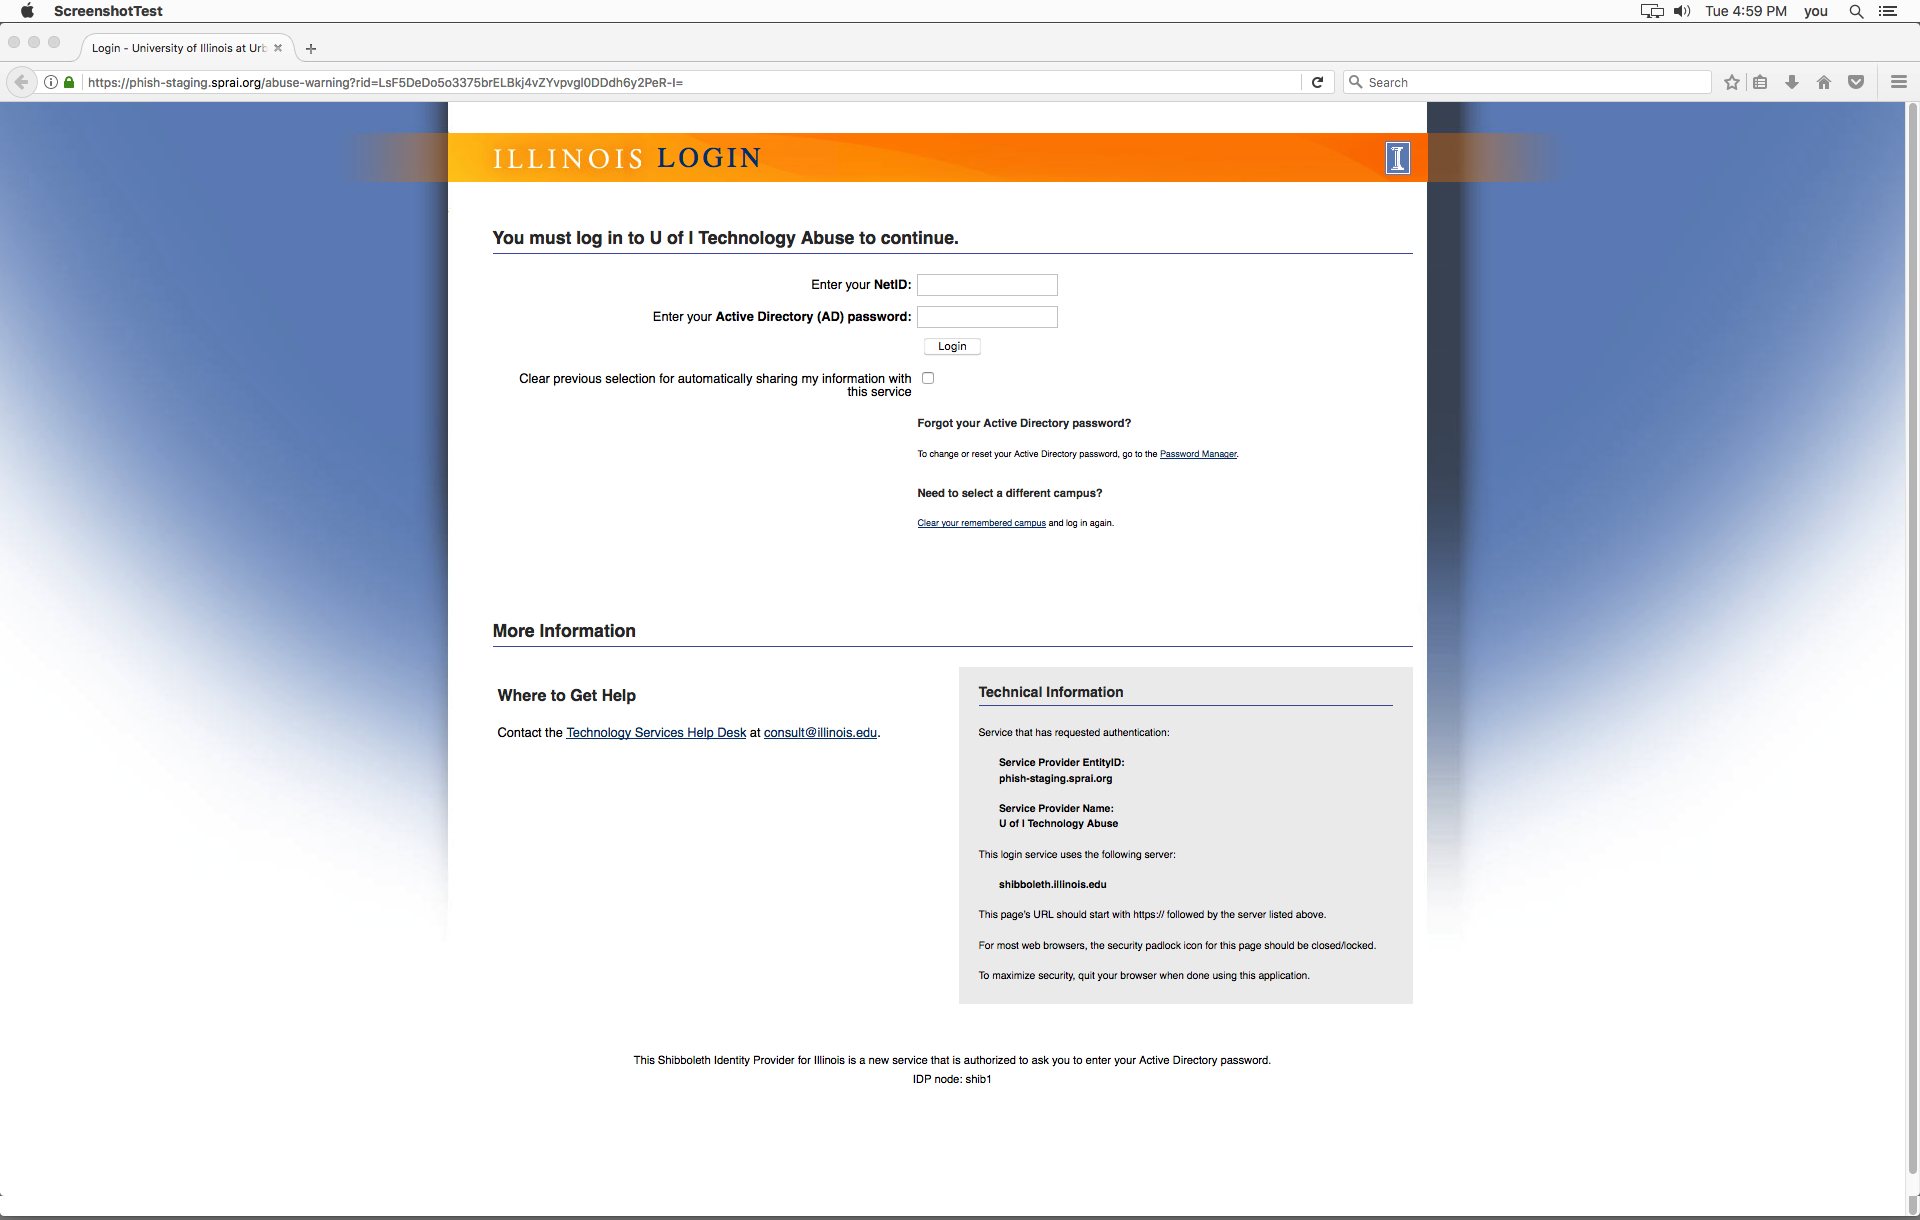 ScreenshotTest
Tue 4:59 PM you
Login - University of Illinois at Urb
https://phish-staging.sprai.org/abuse-warning?rid=LsF5DeDo5o3375brELBkj4vZYvpvgl0DDdh6y2PeR-I=
Search
ILLINOIS LOGIN
I
You must log in to U of I Technology Abuse to continue.
Enter your NetID:
Enter your Active Directory (AD) password:
Login
Clear previous selection for automatically sharing my information with
this service
Forgot your Active Directory password?
To change or reset your Active Directory password, go to the Password Manager.
Need to select a different campus?
Clear your remembered campus and log in again.
More Information
Where to Get Help
Contact the Technology Services Help Desk at consult@illinois.edu.
Technical Information
Service that has requested authentication:
Service Provider EntityID:
phish-staging.sprai.org
Service Provider Name:
U of I Technology Abuse
This login service uses the following server:
shibboleth.illinois.edu
This page's URL should start with https:// followed by the server listed above.
For most web browsers, the security padlock icon for this page should be closed/locked.
To maximize security, quit your browser when done using this application.
This Shibboleth Identity Provider for Illinois is a new service that is authorized to ask you to enter your Active Directory password.
IDP node: shib1